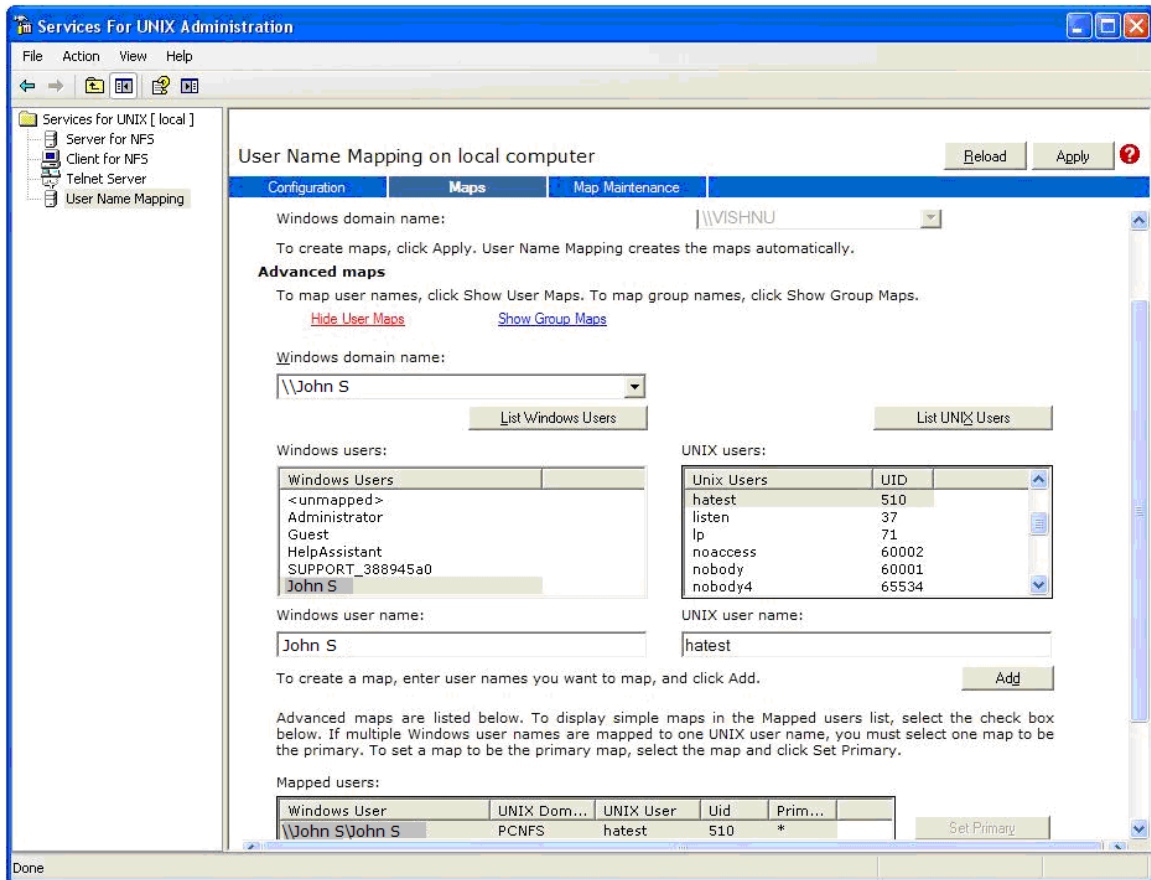 Services For UNIX Administration
File Action View Help
Services for UNIX [ local ]
Server for NFS
Client for NFS
Telnet Server
User Name Mapping
User Name Mapping on local computer
Reload Apply ?
Configuration Maps Map Maintenance
Windows domain name: \\VISHNU
To create maps, click Apply. User Name Mapping creates the maps automatically.
Advanced maps
To map user names, click Show User Maps. To map group names, click Show Group Maps.
Hide User Maps Show Group Maps
Windows domain name:
\\John S
List Windows Users List UNIX Users
Windows users: UNIX users:
Windows Users Unix Users UID
<unmapped> hatest 510
Administrator listen 37
Guest lp 71
HelpAssistant noaccess 60002
SUPPORT_388945a0 nobody 60001
John S nobody4 65534
Windows user name: UNIX user name:
John S hatest
To create a map, enter user names you want to map, and click Add. Add
Advanced maps are listed below. To display simple maps in the Mapped users list, select the check box
below. If multiple Windows user names are mapped to one UNIX user name, you must select one map to be
the primary. To set a map to be the primary map, select the map and click Set Primary.
Mapped users:
Windows User UNIX Dom... UNIX User Uid Prim...
\\John S\John S PCNFS hatest 510 *
Set Primary
Done